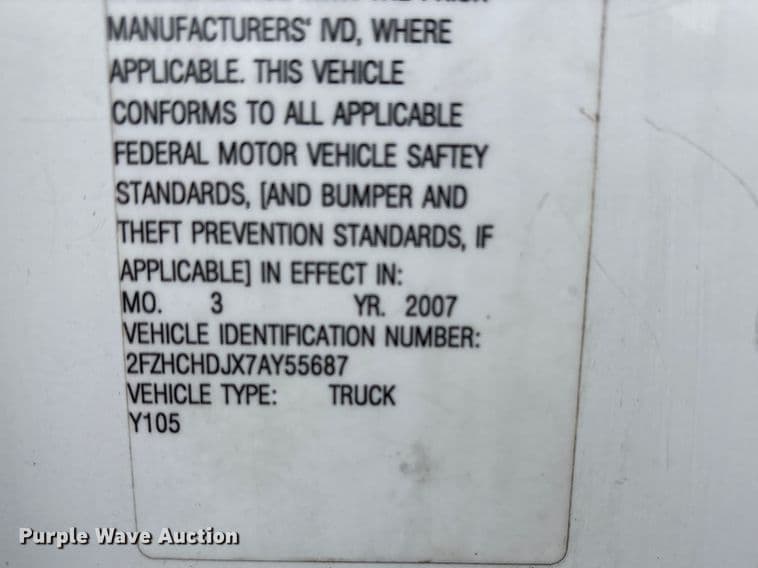 MANUFACTURERS' IVD, WHERE
APPLICABLE. THIS VEHICLE
CONFORMS TO ALL APPLICABLE
FEDERAL MOTOR VEHICLE SAFTEY
STANDARDS, [AND BUMPER AND
THEFT PREVENTION STANDARDS, IF
APPLICABLE] IN EFFECT IN:
MO. 3 YR. 2007
VEHICLE IDENTIFICATION NUMBER:
2FZHCHDJX7AY55687
VEHICLE TYPE: TRUCK
Y105
Purple Wave Auction